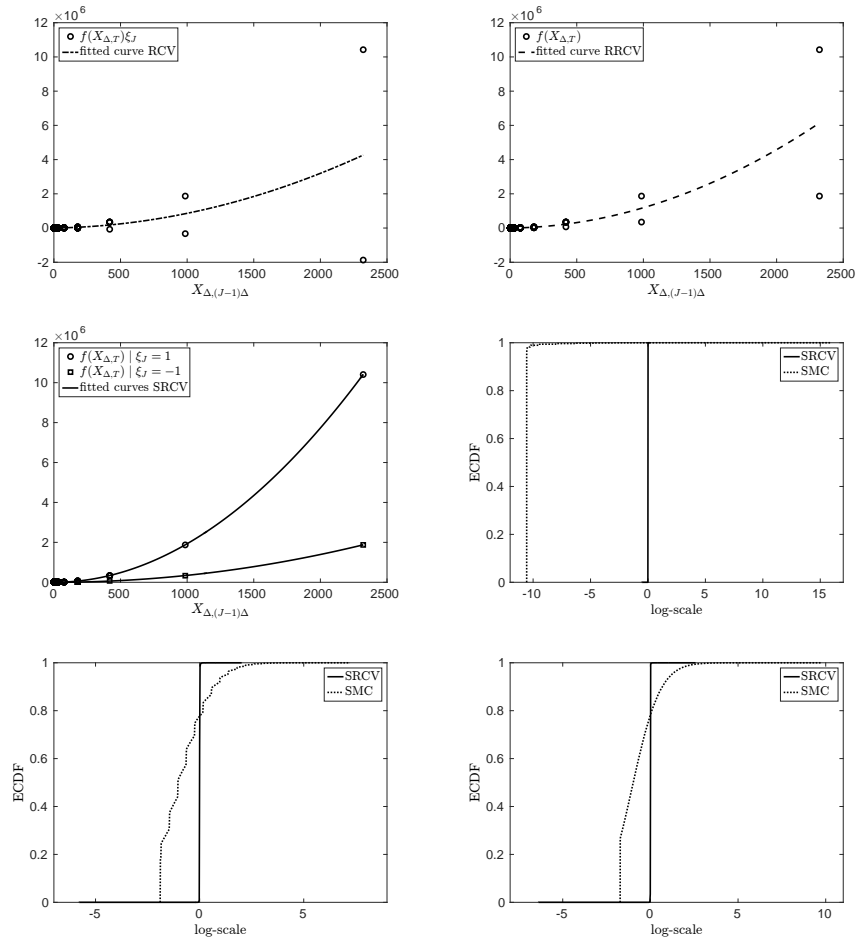 ×10^6
12
10
8
6
4
2
0
-2
f(X_{Δ,T})ξ_J
fitted curve RCV
0 500 1000 1500 2000 2500
X_{Δ,(J−1)Δ}
×10^6
12
10
8
6
4
2
0
-2
f(X_{Δ,T})
fitted curve RRCV
0 500 1000 1500 2000 2500
X_{Δ,(J−1)Δ}
×10^6
12
10
8
6
4
2
0
f(X_{Δ,T}) | ξ_J = 1
f(X_{Δ,T}) | ξ_J = −1
fitted curves SRCV
0 500 1000 1500 2000 2500
X_{Δ,(J−1)Δ}
1
0.8
0.6
0.4
0.2
0
ECDF
SRCV
SMC
-10 -5 0 5 10 15
log-scale
1
0.8
0.6
0.4
0.2
0
ECDF
SRCV
SMC
-5 0 5
log-scale
1
0.8
0.6
0.4
0.2
0
ECDF
SRCV
SMC
-5 0 5 10
log-scale